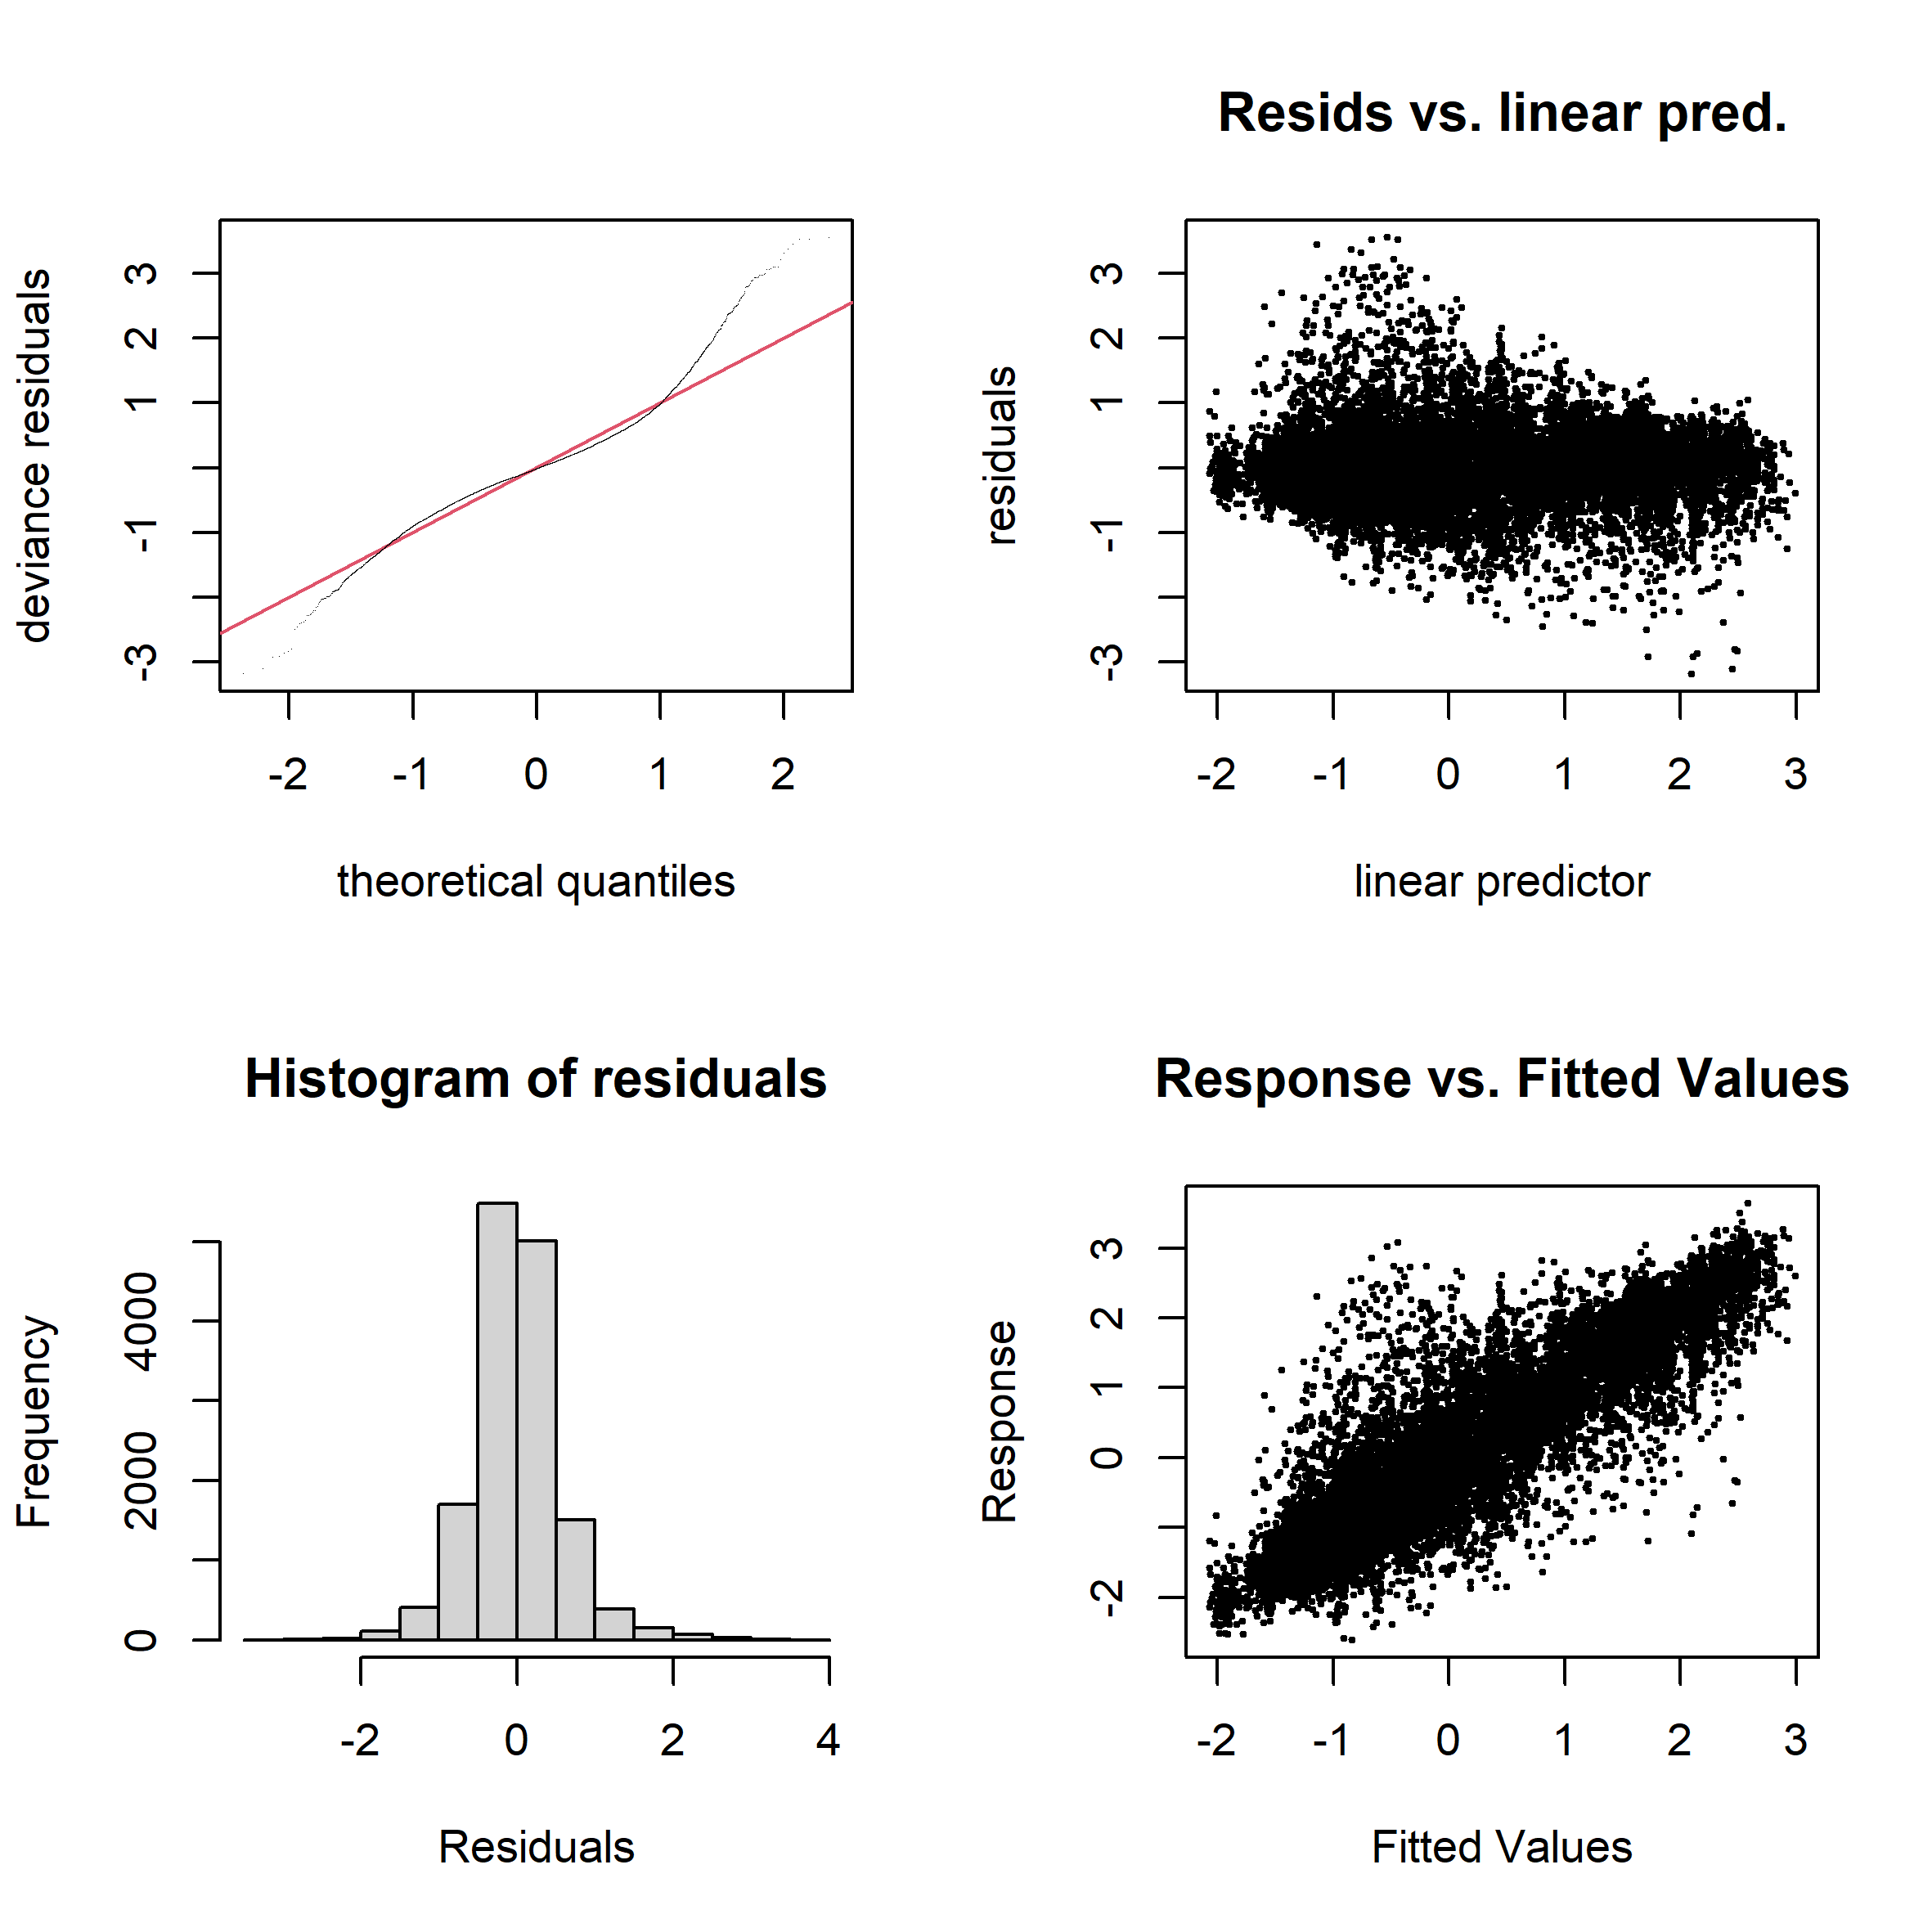 deviance residuals
3
2
1
-1
-3
-2 -1 0 1 2
theoretical quantiles
Resids vs. linear pred.
residuals
3
2
1
-1
-3
-2 -1 0 1 2 3
linear predictor
Histogram of residuals
Frequency
4000
2000
0
-2 0 2 4
Residuals
Response vs. Fitted Values
Response
3
2
1
0
-2
-2 -1 0 1 2 3
Fitted Values